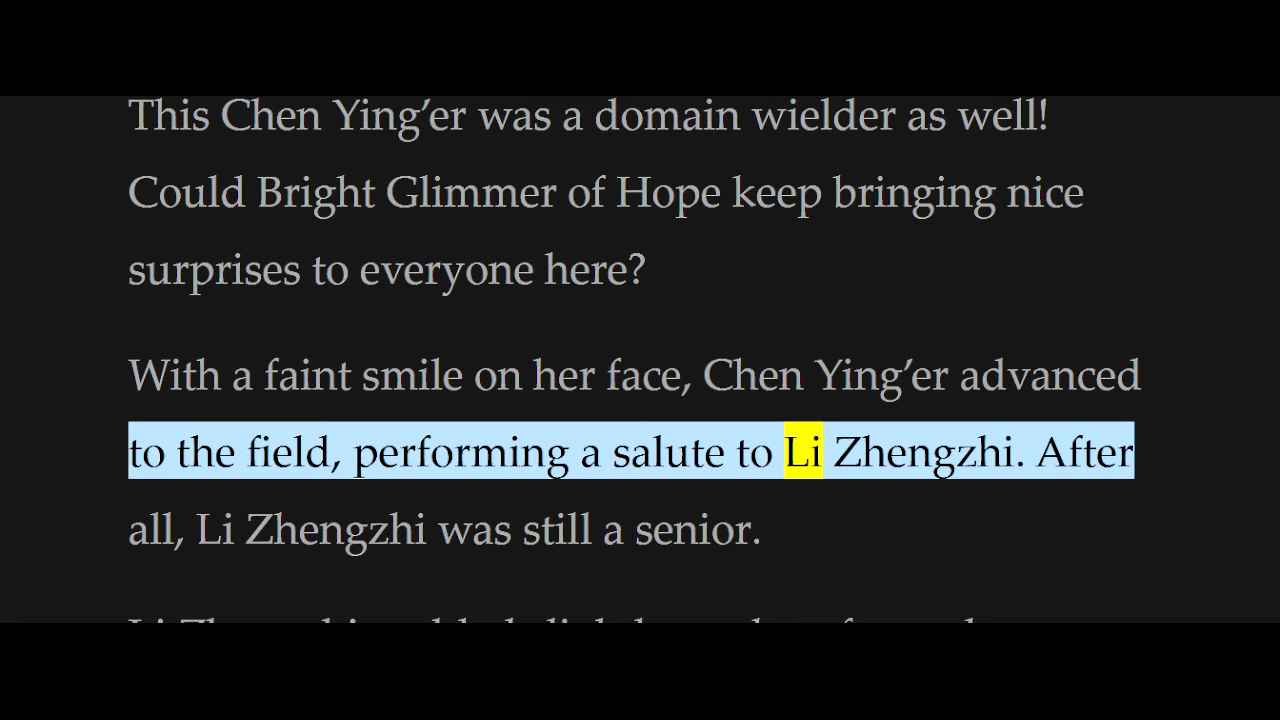 This Chen Ying’er was a domain wielder as well!
Could Bright Glimmer of Hope keep bringing nice
surprises to everyone here?
With a faint smile on her face, Chen Ying’er advanced
to the field, performing a salute to Li Zhengzhi. After
all, Li Zhengzhi was still a senior.